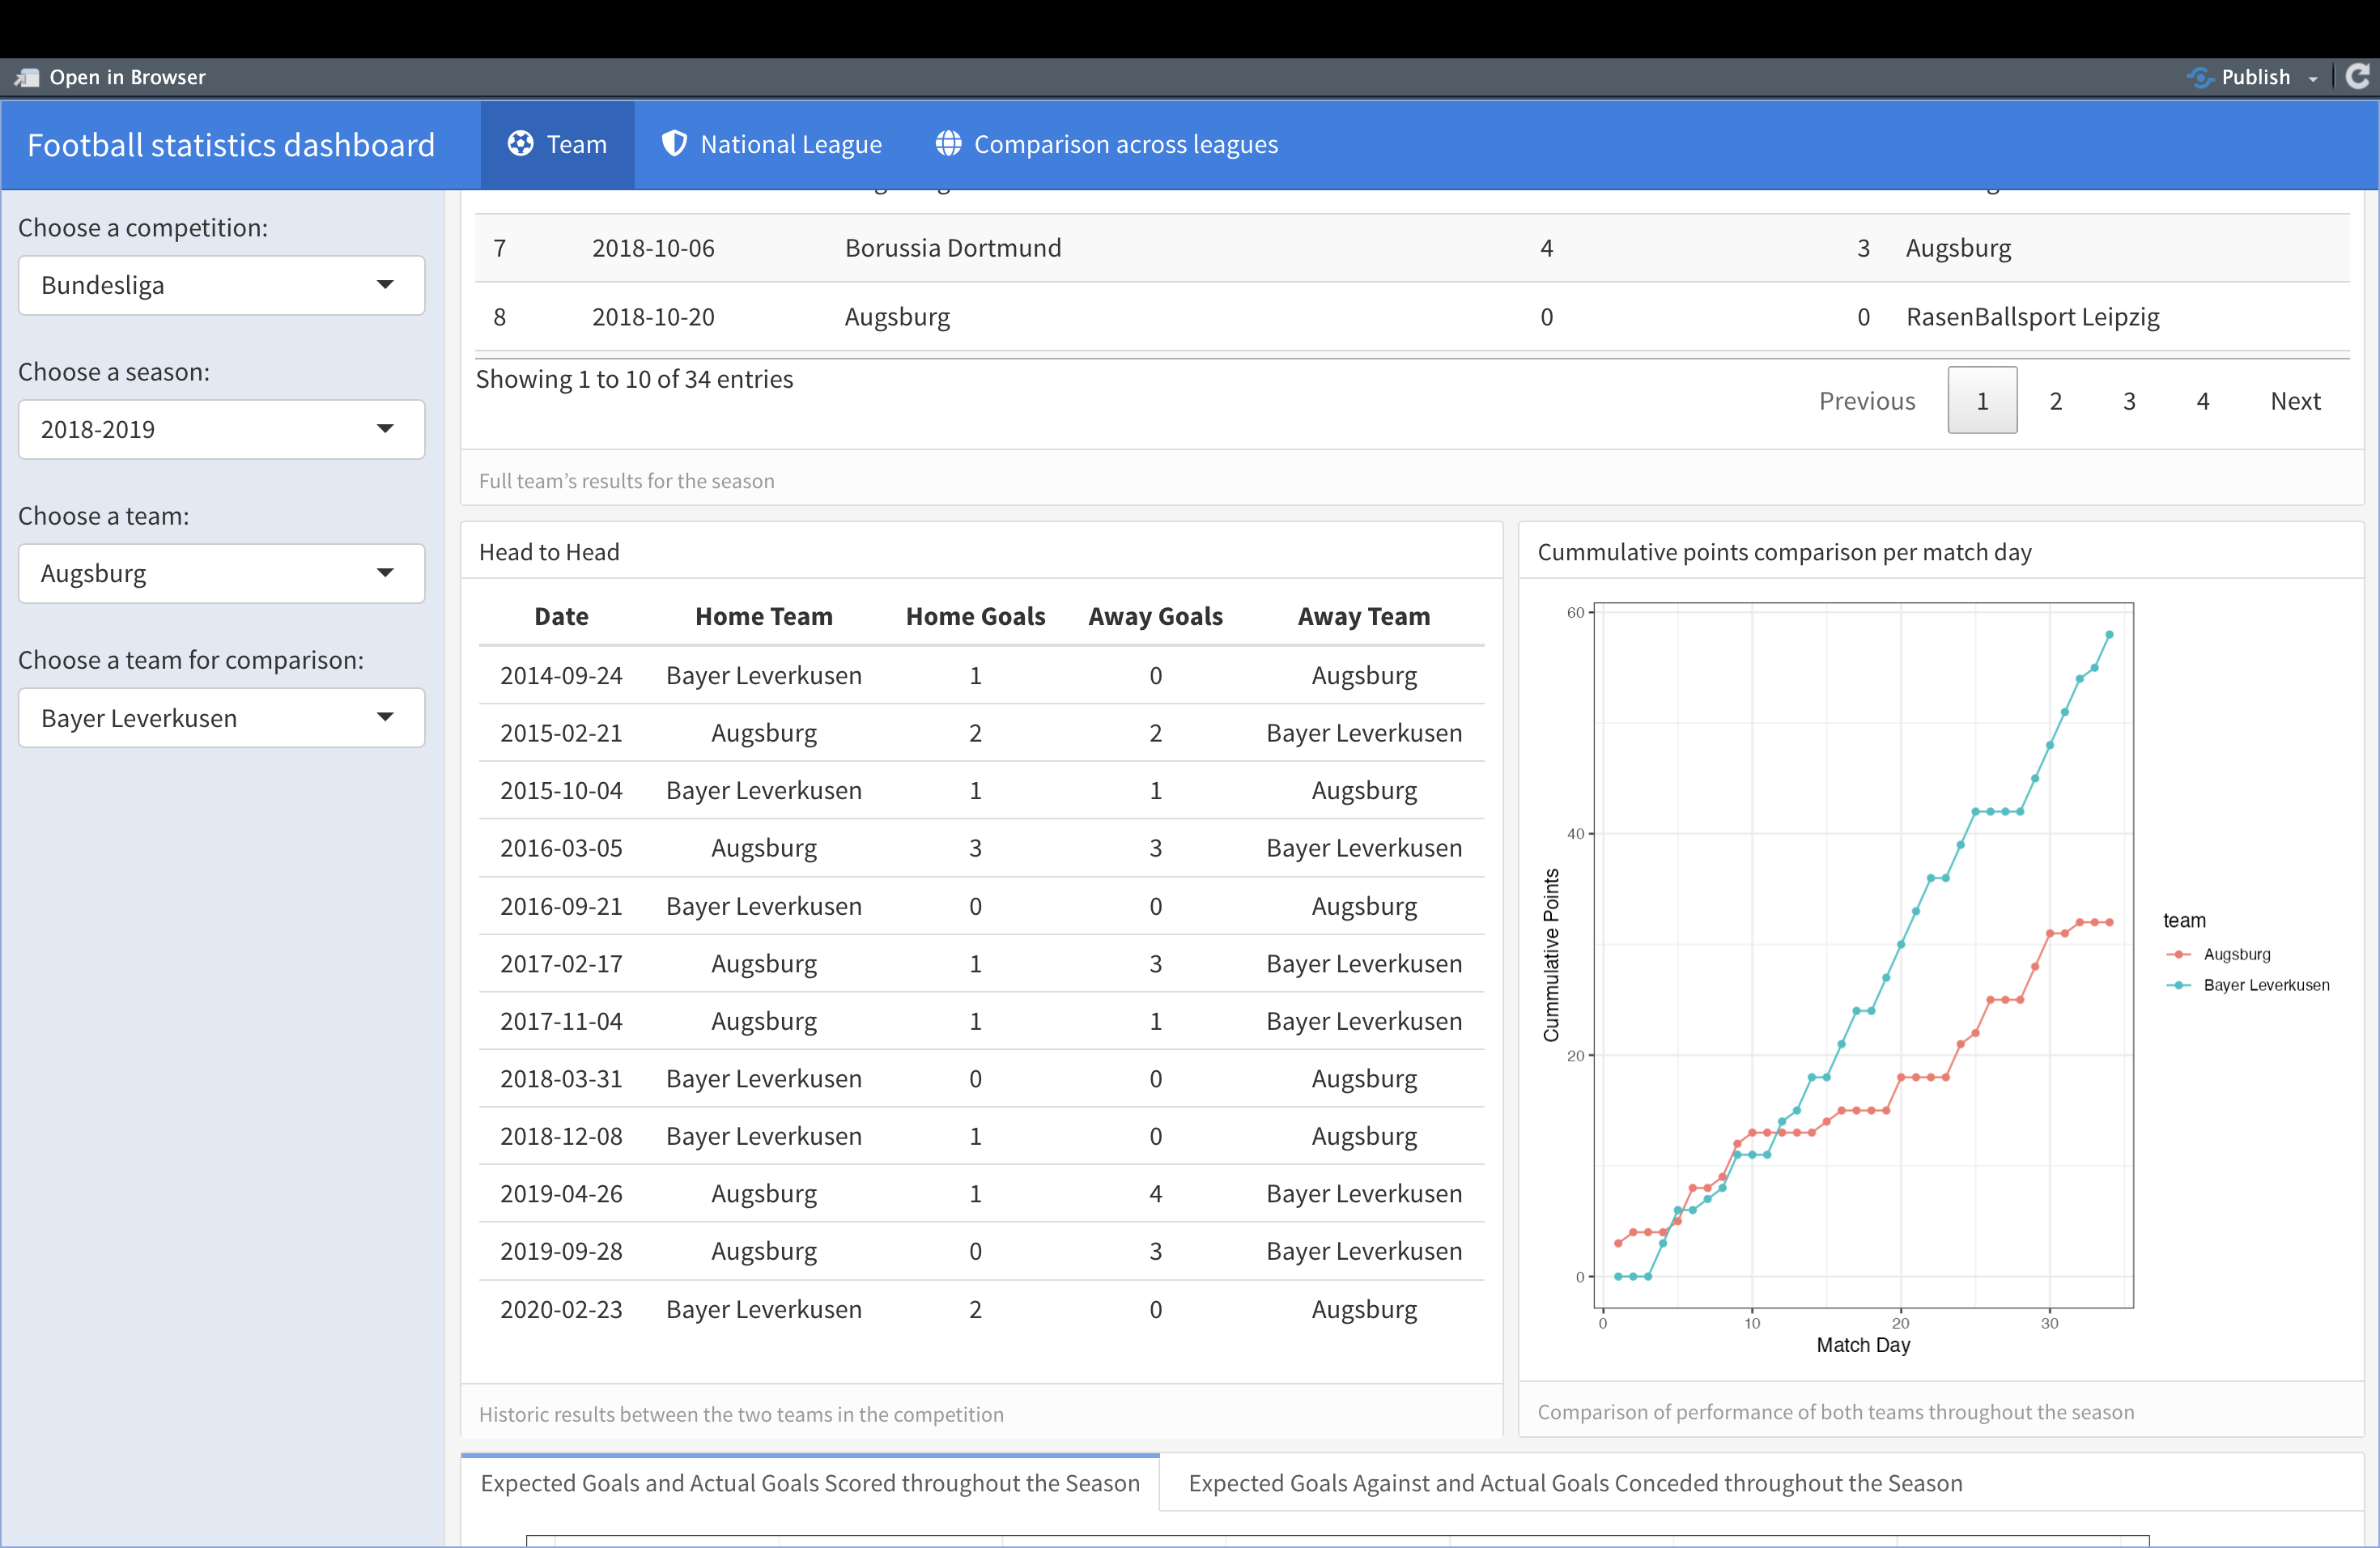 Open in Browser
Publish
Football statistics dashboard
Team
National League
Comparison across leagues
Choose a competition:
Bundesliga
Choose a season:
2018-2019
Choose a team:
Augsburg
Choose a team for comparison:
Bayer Leverkusen
7 2018-10-06 Borussia Dortmund 4 3 Augsburg
8 2018-10-20 Augsburg 0 0 RasenBallsport Leipzig
Showing 1 to 10 of 34 entries
Previous 1 2 3 4 Next
Full team’s results for the season
Head to Head
Date Home Team Home Goals Away Goals Away Team
2014-09-24 Bayer Leverkusen 1 0 Augsburg
2015-02-21 Augsburg 2 2 Bayer Leverkusen
2015-10-04 Bayer Leverkusen 1 1 Augsburg
2016-03-05 Augsburg 3 3 Bayer Leverkusen
2016-09-21 Bayer Leverkusen 0 0 Augsburg
2017-02-17 Augsburg 1 3 Bayer Leverkusen
2017-11-04 Augsburg 1 1 Bayer Leverkusen
2018-03-31 Bayer Leverkusen 0 0 Augsburg
2018-12-08 Bayer Leverkusen 1 0 Augsburg
2019-04-26 Augsburg 1 4 Bayer Leverkusen
2019-09-28 Augsburg 0 3 Bayer Leverkusen
2020-02-23 Bayer Leverkusen 2 0 Augsburg
Historic results between the two teams in the competition
Cummulative points comparison per match day
60
40
20
0
Cummulative Points
0 10 20 30
Match Day
team
Augsburg
Bayer Leverkusen
Comparison of performance of both teams throughout the season
Expected Goals and Actual Goals Scored throughout the Season
Expected Goals Against and Actual Goals Conceded throughout the Season